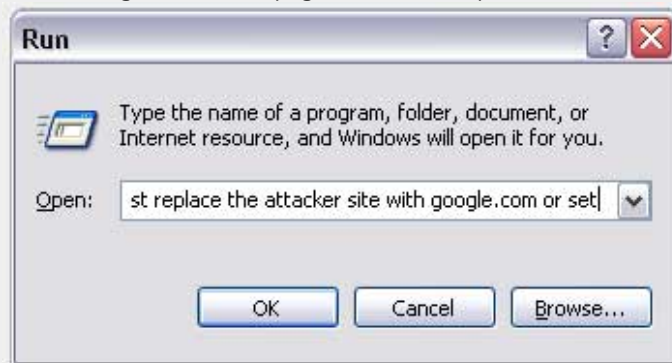 Run
Type the name of a program, folder, document, or
Internet resource, and Windows will open it for you.
Open: st replace the attacker site with google.com or set
OK Cancel Browse...